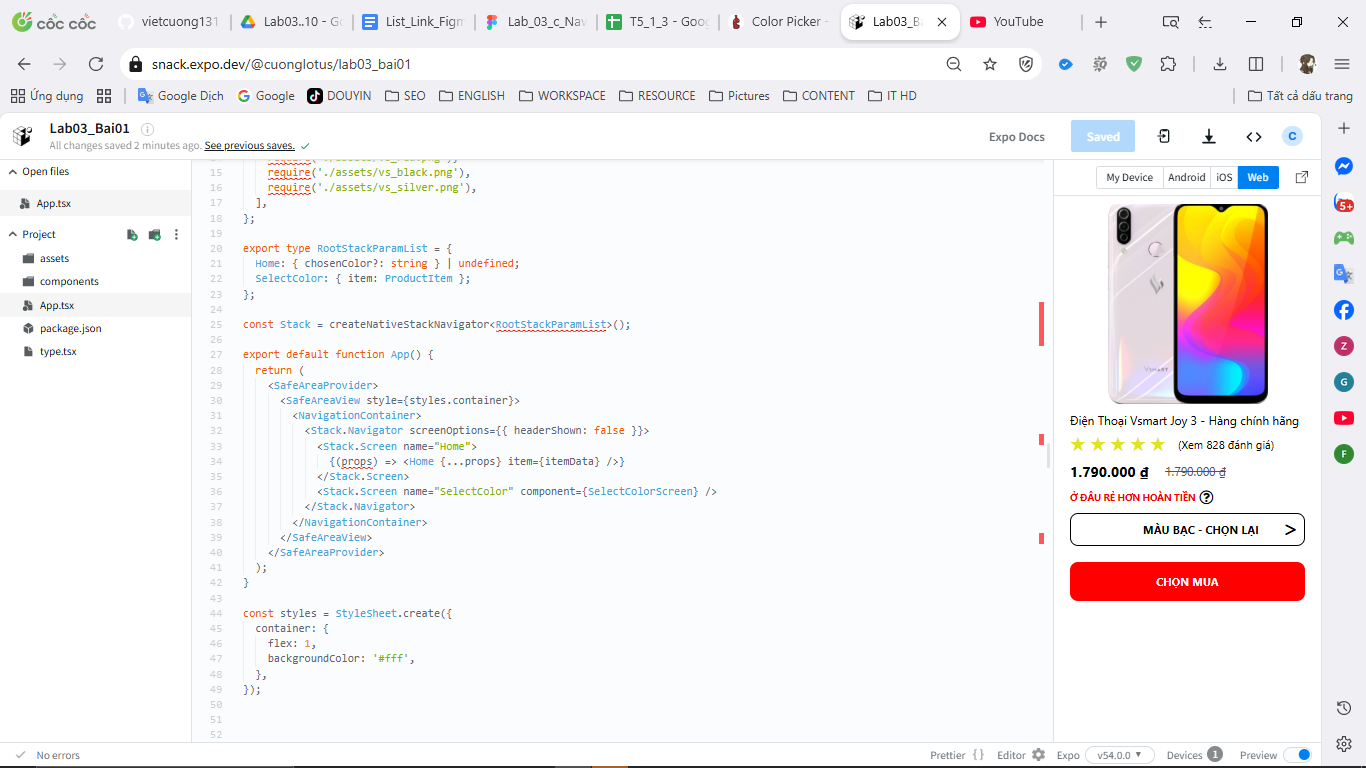 cốc cốc
vietcuong131
Lab03..10 - Go
List_Link_Figm
Lab_03_c_Nav
T5_1_3 - Goog
Color Picker -
Lab03_Ba
YouTube
snack.expo.dev/@cuonglotus/lab03_bai01
Ứng dụng
Google Dịch
Google
DOUYIN
SEO
ENGLISH
WORKSPACE
RESOURCE
Pictures
CONTENT
IT HD
Tất cả dấu trang
Lab03_Bai01
All changes saved 2 minutes ago. See previous saves.
Expo Docs
Saved
C
Open files
App.tsx
Project
assets
components
App.tsx
package.json
type.tsx
15 require('./assets/vs_black.png'),
16 require('./assets/vs_silver.png'),
17 ],
18 };
19
20 export type RootStackParamList = {
21 Home: { chosenColor?: string } | undefined;
22 SelectColor: { item: ProductItem };
23 };
24
25 const Stack = createNativeStackNavigator<RootStackParamList>();
26
27 export default function App() {
28 return (
29 <SafeAreaProvider>
30 <SafeAreaView style={styles.container}>
31 <NavigationContainer>
32 <Stack.Navigator screenOptions={{ headerShown: false }}>
33 <Stack.Screen name="Home">
34 {(props) => <Home {...props} item={itemData} />}
35 </Stack.Screen>
36 <Stack.Screen name="SelectColor" component={SelectColorScreen} />
37 </Stack.Navigator>
38 </NavigationContainer>
39 </SafeAreaView>
40 </SafeAreaProvider>
41 );
42 }
43
44 const styles = StyleSheet.create({
45 container: {
46 flex: 1,
47 backgroundColor: '#fff',
48 },
49 });
50
51
52
My Device
Android
iOS
Web
VSMART
Điện Thoại Vsmart Joy 3 - Hàng chính hãng
(Xem 828 đánh giá)
1.790.000 ₫ 1.790.000 ₫
Ở ĐÂU RẺ HƠN HOÀN TIỀN ?
MÀU BẠC - CHỌN LẠI >
CHỌN MUA
5+
Z
G
F
No errors
Prettier { }
Editor
Expo
v54.0.0
Devices 1
Preview